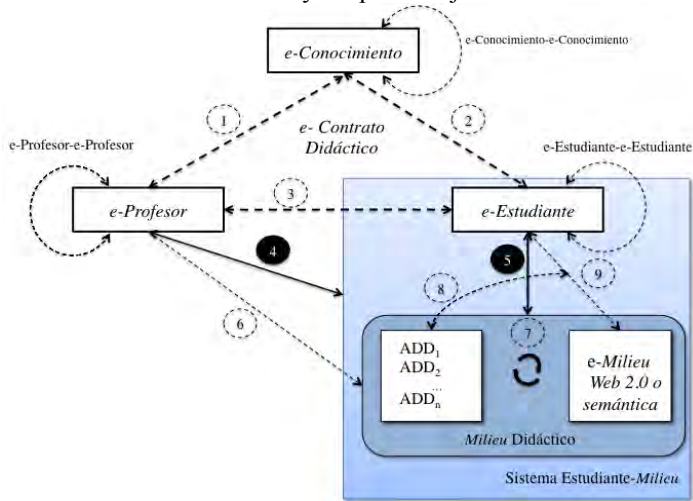 e-Conocimiento
e-Conocimiento-e-Conocimiento
1
2
e- Contrato
Didáctico
e-Profesor-e-Profesor
e-Estudiante-e-Estudiante
e-Profesor
3
e-Estudiante
4
5
9
8
6
7
ADD1
ADD2
...
ADDn
e-Milieu
Web 2.0 o
semántica
Milieu Didáctico
Sistema Estudiante-Milieu